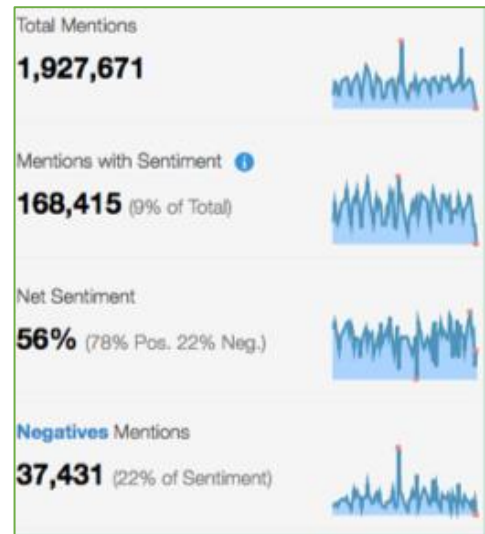 Total Mentions
1,927,671
Mentions with Sentiment
168,415 (9% of Total)
Net Sentiment
56% (78% Pos. 22% Neg.)
Negatives Mentions
37,431 (22% of Sentiment)